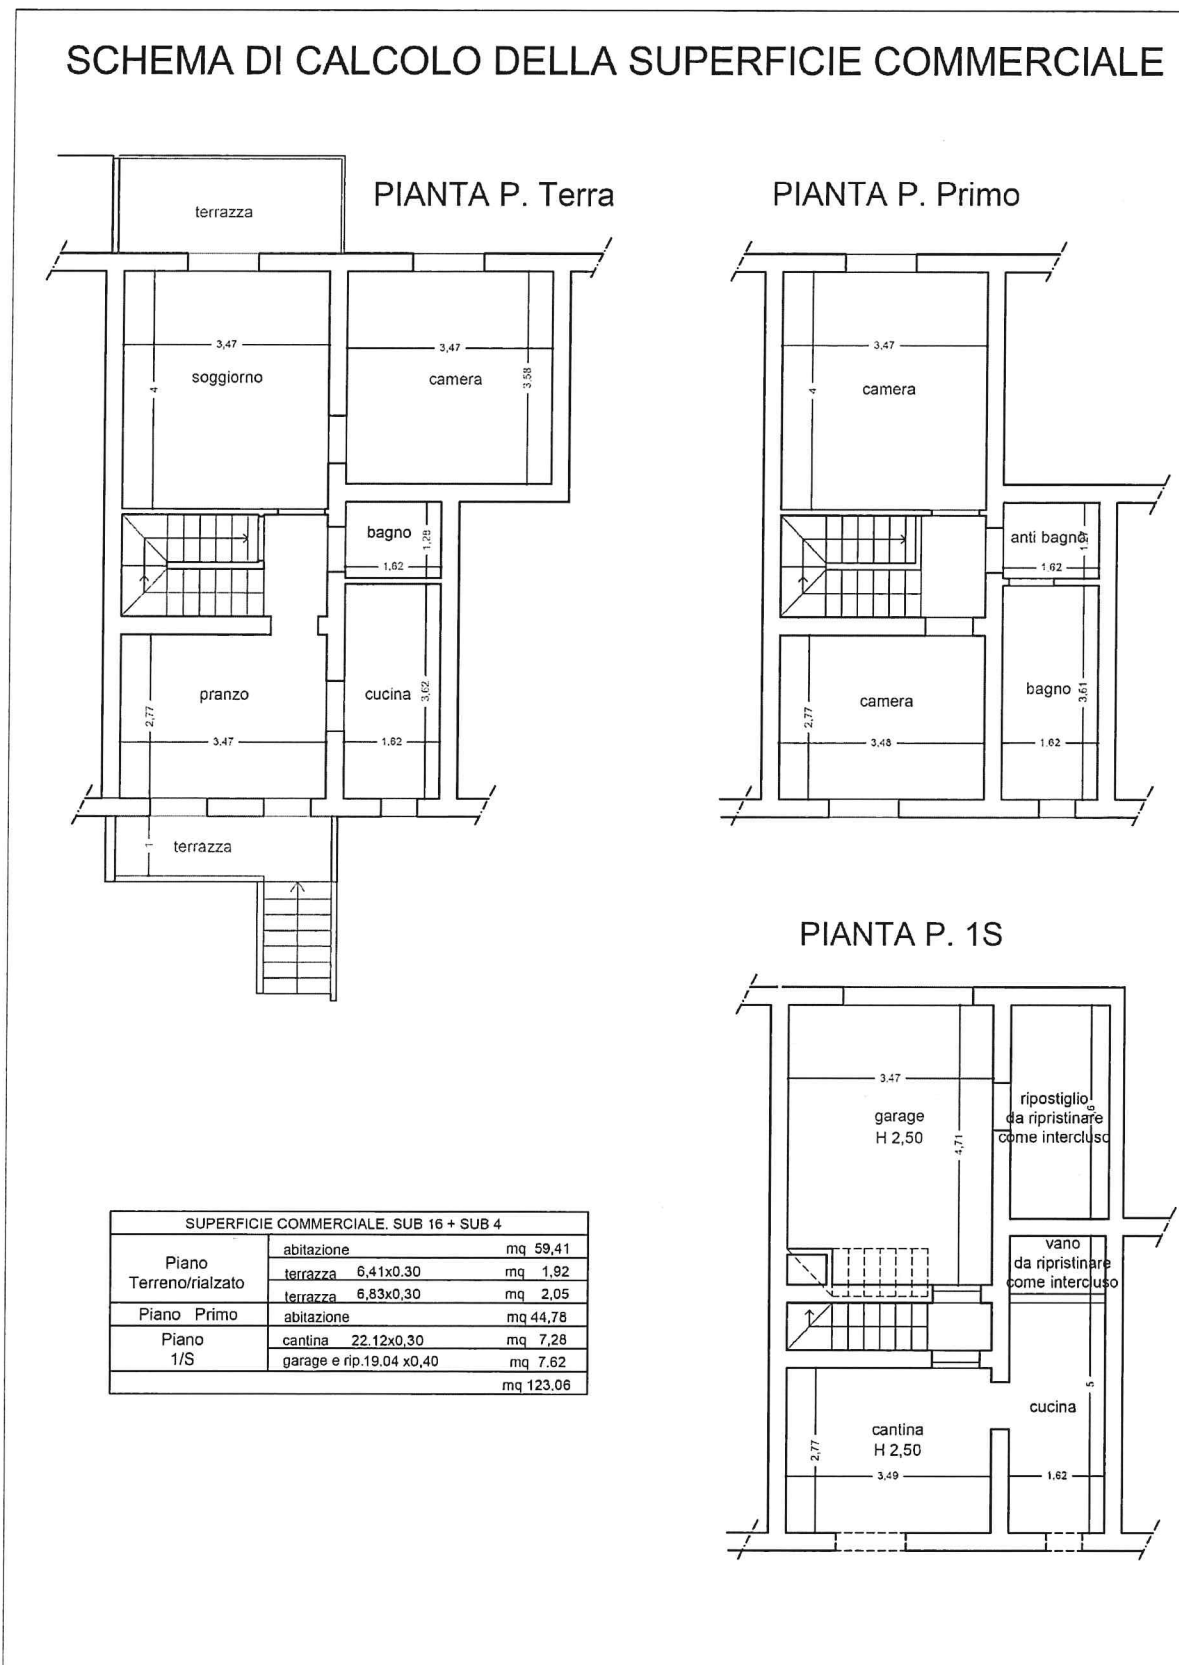 SCHEMA DI CALCOLO DELLA SUPERFICIE COMMERCIALE
PIANTA P. Terra
terrazza
3,47
soggiorno
4
3,47
camera
3,58
bagno
1,28
1,62
pranzo
2,77
3,47
cucina
3,62
1,62
1
terrazza
PIANTA P. Primo
3,47
camera
4
anti bagno
1,27
1,62
camera
2,77
3,48
bagno
3,61
1,62
PIANTA P. 1S
3,47
garage
H 2,50
4,71
ripostiglio
da ripristinare
come intercluso
vano
da ripristinare
come intercluso
cantina
H 2,50
2,77
3,49
cucina
5
1,62
SUPERFICIE COMMERCIALE. SUB 16 + SUB 4
Piano
Terreno/rialzato
abitazione mq 59,41
terrazza 6,41x0.30 mq 1,92
terrazza 6,83x0,30 mq 2,05
Piano Primo abitazione mq 44,78
Piano
1/S
cantina 22.12x0,30 mq 7,28
garage e rip.19.04 x0,40 mq 7.62
mq 123.06